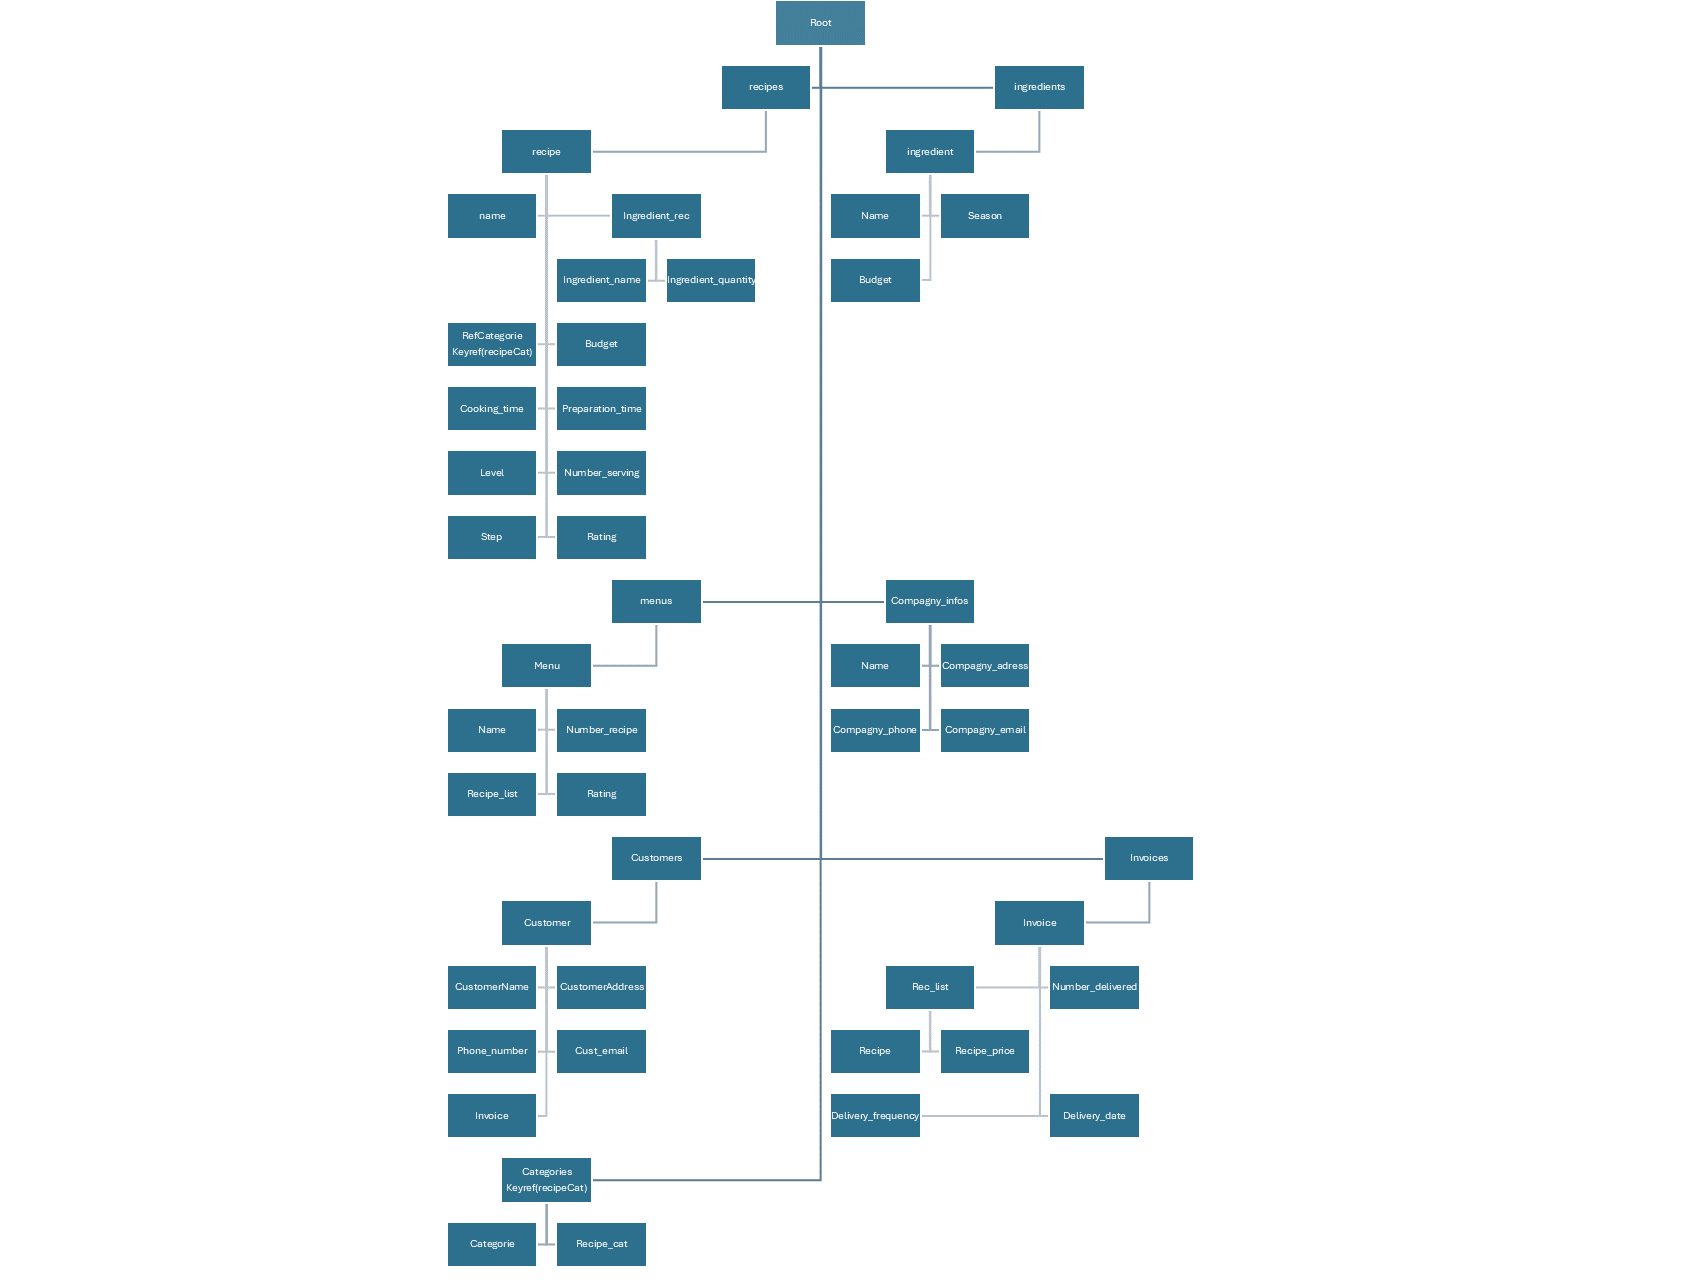 Root
recipes
ingredients
recipe
ingredient
name
Ingredient_rec
Name
Season
Ingredient_name
Ingredient_quantity
Budget
RefCategorie
Keyref(recipeCat)
Budget
Cooking_time
Preparation_time
Level
Number_serving
Step
Rating
menus
Compagny_infos
Menu
Name
Compagny_adress
Name
Number_recipe
Compagny_phone
Compagny_email
Recipe_list
Rating
Customers
Invoices
Customer
Invoice
CustomerName
CustomerAddress
Rec_list
Number_delivered
Phone_number
Cust_email
Recipe
Recipe_price
Invoice
Delivery_frequency
Delivery_date
Categories
Keyref(recipeCat)
Categorie
Recipe_cat